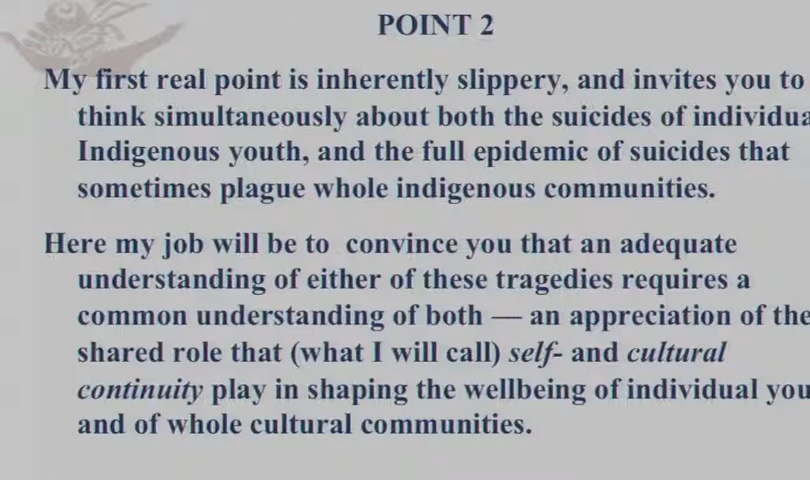 POINT 2
My first real point is inherently slippery, and invites you to
think simultaneously about both the suicides of individua
Indigenous youth, and the full epidemic of suicides that
sometimes plague whole indigenous communities.
Here my job will be to convince you that an adequate
understanding of either of these tragedies requires a
common understanding of both — an appreciation of the
shared role that (what I will call) self- and cultural
continuity play in shaping the wellbeing of individual you
and of whole cultural communities.